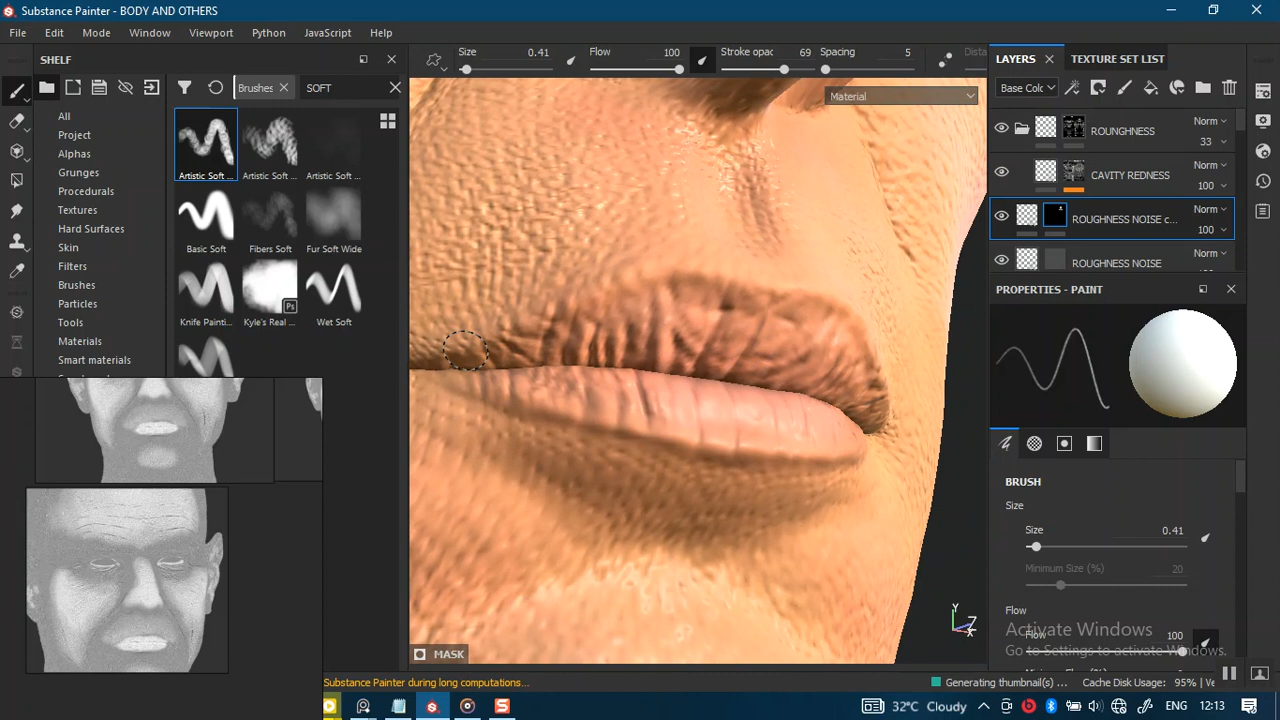 Substance Painter - BODY AND OTHERS
File Edit Mode Window Viewport Python JavaScript Help
SHELF
Brushes
SOFT
All
Project
Alphas
Grunges
Procedurals
Textures
Hard Surfaces
Skin
Filters
Brushes
Particles
Tools
Materials
Smart materials
Artistic Soft ... Artistic Soft ... Artistic Soft ...
Basic Soft Fibers Soft Fur Soft Wide
Knife Painti... Kyle's Real ... Wet Soft
Ps
Size 0.41 Flow 100 Stroke opac 69 Spacing 5 Dista
Material
MASK
Y
Z
X
LAYERS TEXTURE SET LIST
Base Colo
ROUNGHNESS Norm 33
CAVITY REDNESS Norm 100
ROUGHNESS NOISE c... Norm 100
ROUGHNESS NOISE Norm
PROPERTIES - PAINT
BRUSH
Size
Size 0.41
Minimum Size (%) 20
Flow
Flow 100
Activate Windows
Go to Settings to activate Windows.
Substance Painter during long computations...
Generating thumbnail(s) ... Cache Disk Usage: 95% | Ve
32°C Cloudy ENG 12:13